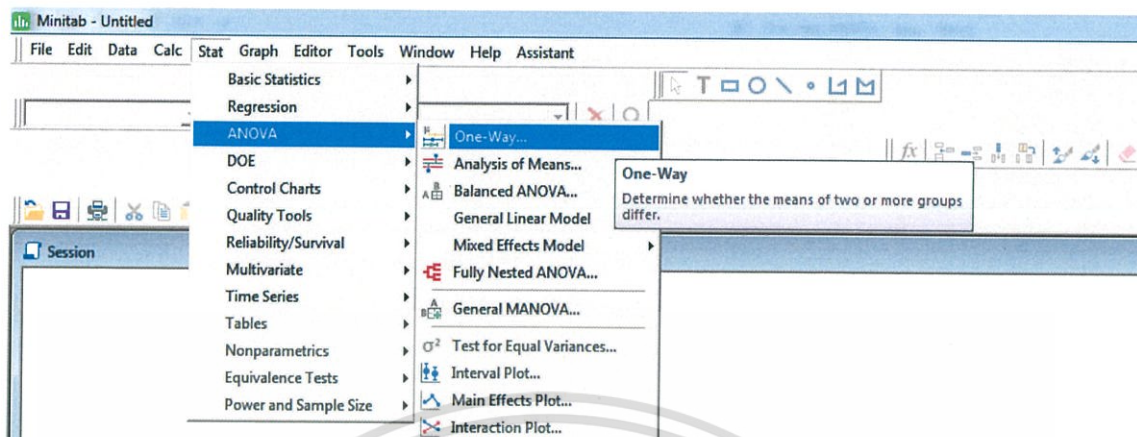 Minitab - Untitled
File Edit Data Calc Stat Graph Editor Tools Window Help Assistant
Basic Statistics
Regression
ANOVA
DOE
Control Charts
Quality Tools
Reliability/Survival
Multivariate
Time Series
Tables
Nonparametrics
Equivalence Tests
Power and Sample Size
One-Way...
Analysis of Means...
Balanced ANOVA...
General Linear Model
Mixed Effects Model
Fully Nested ANOVA...
General MANOVA...
σ² Test for Equal Variances...
Interval Plot...
Main Effects Plot...
Interaction Plot...
One-Way
Determine whether the means of two or more groups
differ.
T
fx
Session